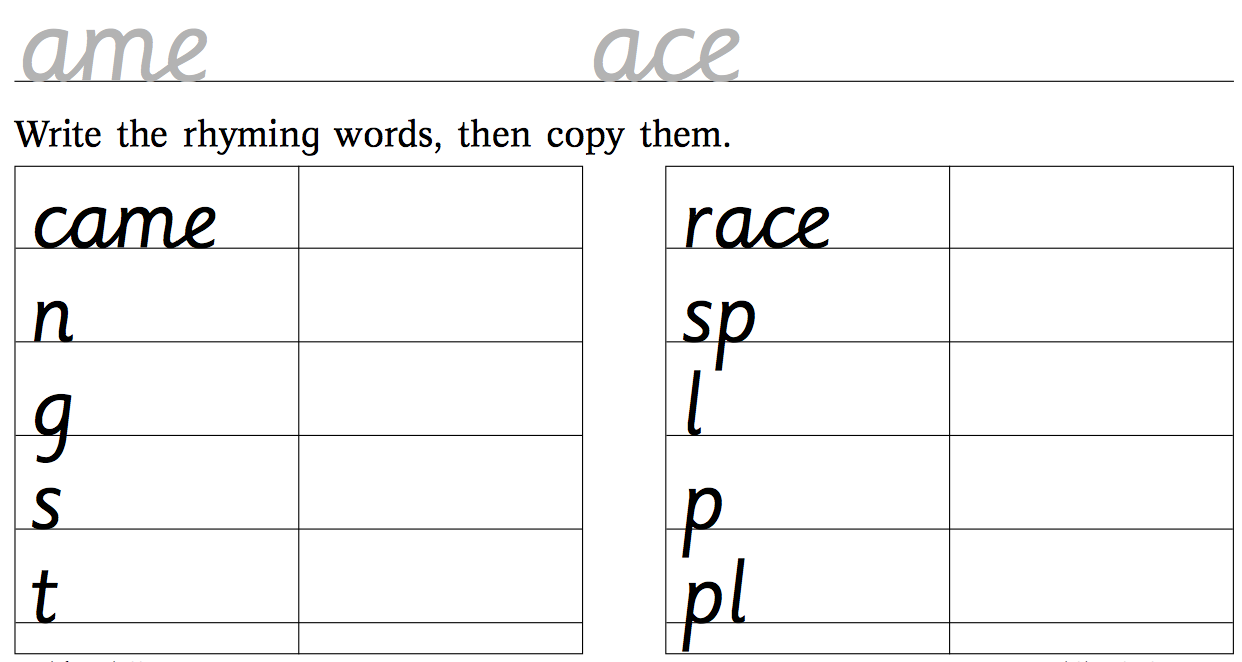 ame ace
Write the rhyming words, then copy them.
came race
n sp
g l
s p
t pl